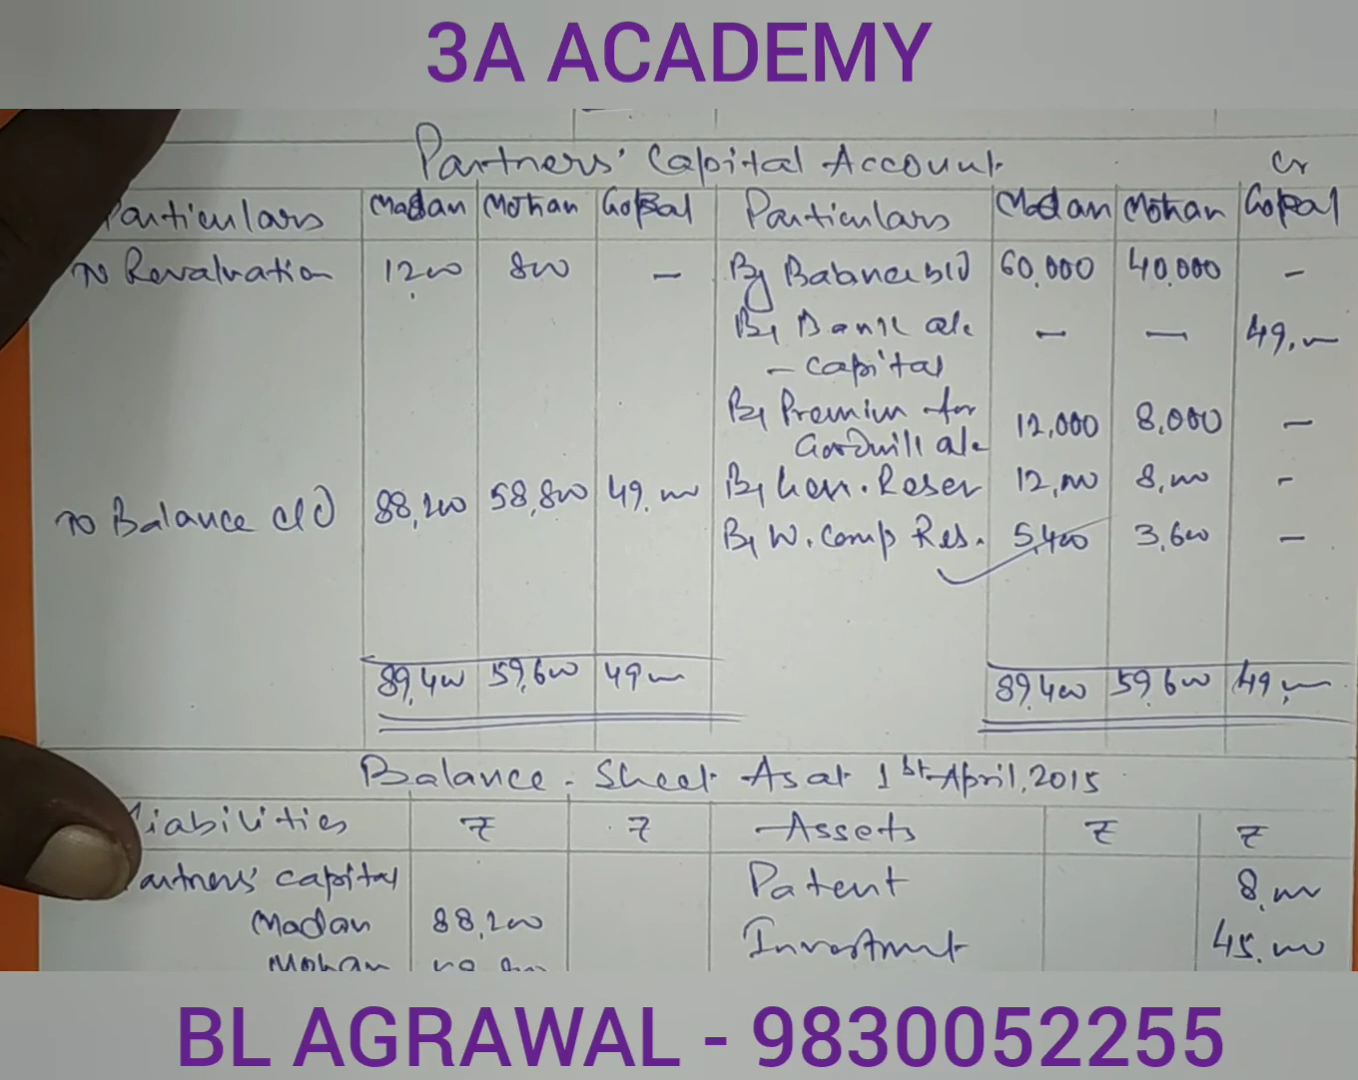 3A ACADEMY
Partners' Capital Account Cr
Particulars Madan Mohan Gopal Particulars Madan Mohan Gopal
To Revaluation 1200 800 — By Balance b/d 60,000 40,000 —
By Bank a/c — — 49,000
- Capital
By Premium for 12,000 8,000 —
Goodwill a/c
To Balance c/d 88,200 58,800 49,000 By Gen. Reser 12,000 8,000 -
By W. Comp Res. 5,400 3,600 —
89,400 59,600 49,000 89,400 59,600 49,000
Balance - Sheet As at 1st April, 2015
Liabilities ₹ ₹ Assets ₹ ₹
Partners' capital Patent 8,000
Madan 88,200 Investment 45,000
Mohan
BL AGRAWAL - 9830052255